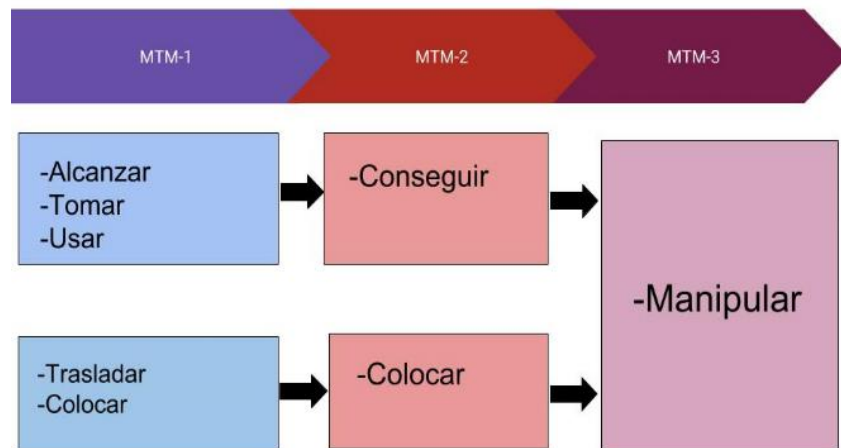 MTM-1
MTM-2
MTM-3
-Alcanzar
-Tomar
-Usar
-Conseguir
-Manipular
-Trasladar
-Colocar
-Colocar